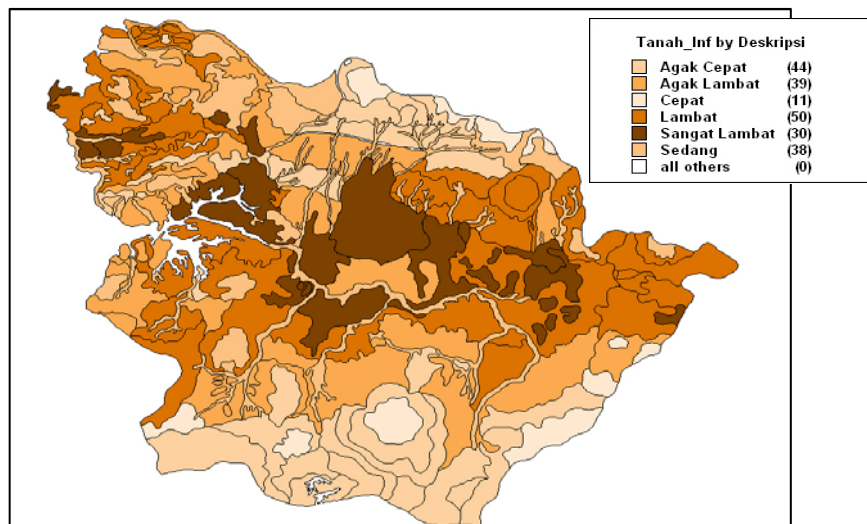 Tanah_Inf by Deskripsi
Agak Cepat (44)
Agak Lambat (39)
Cepat (11)
Lambat (50)
Sangat Lambat (30)
Sedang (38)
all others (0)